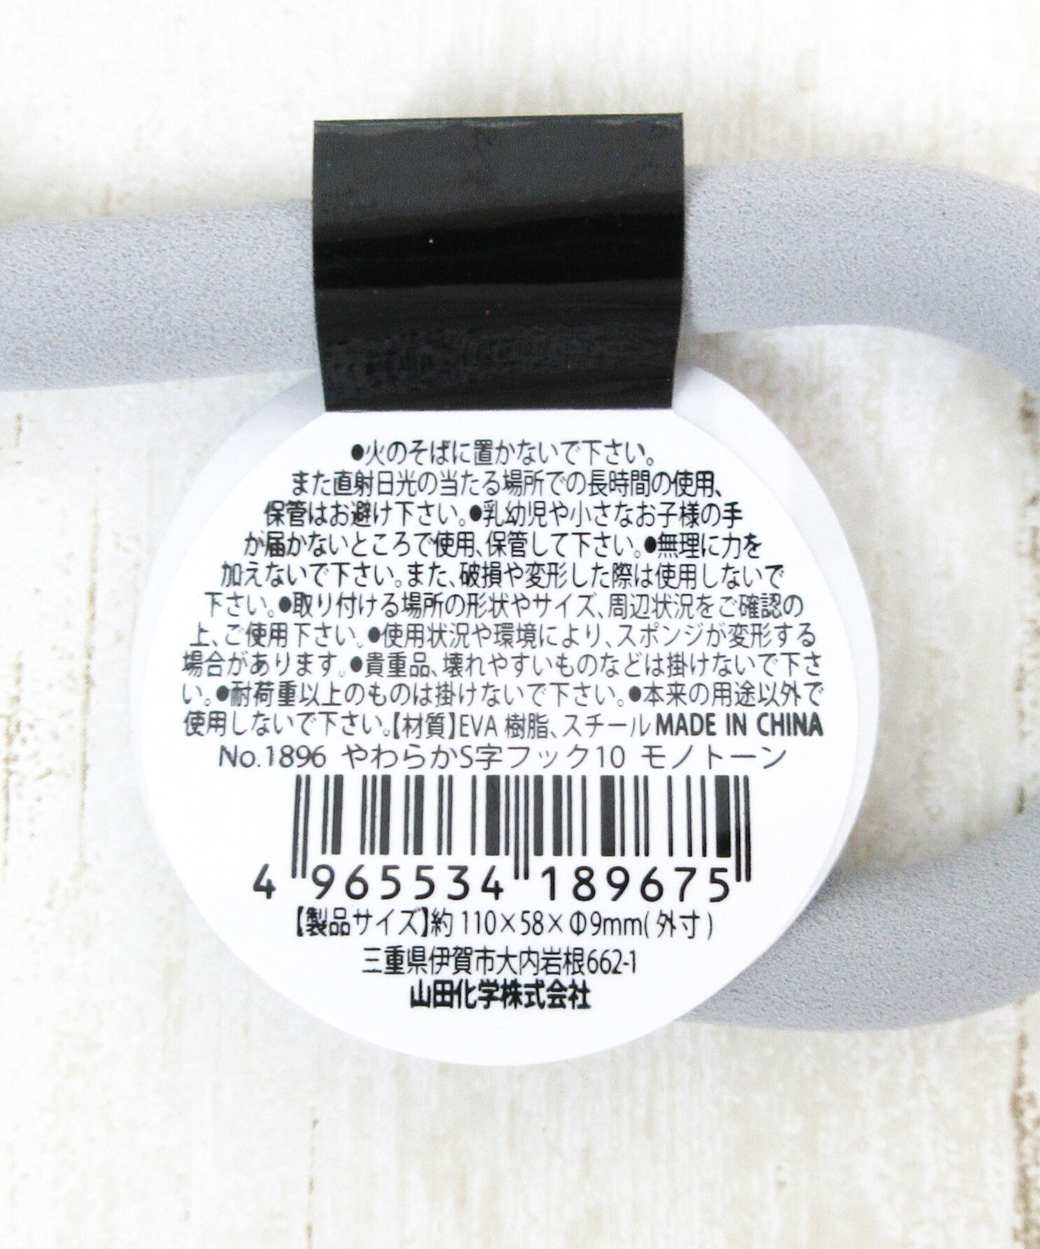 ●火のそばに置かないで下さい。
また直射日光の当たる場所での長時間の使用、
保管はお避け下さい。●乳幼児や小さなお子様の手
が届かないところで使用、保管して下さい。●無理に力を
加えないで下さい。また、破損や変形した際は使用しないで
下さい。●取り付ける場所の形状やサイズ、周辺状況をご確認の
上、ご使用下さい。●使用状況や環境により、スポンジが変形する
場合があります。●貴重品、壊れやすいものなどは掛けないで下さ
い。●耐荷重以上のものは掛けないで下さい。●本来の用途以外で
使用しないで下さい。【材質】EVA 樹脂、スチール MADE IN CHINA
No.1896 やわらかS字フック10 モノトーン
4 965534 189675
【製品サイズ】約 110×58×Φ9mm( 外寸 )
三重県伊賀市大内岩根662-1
山田化学株式会社